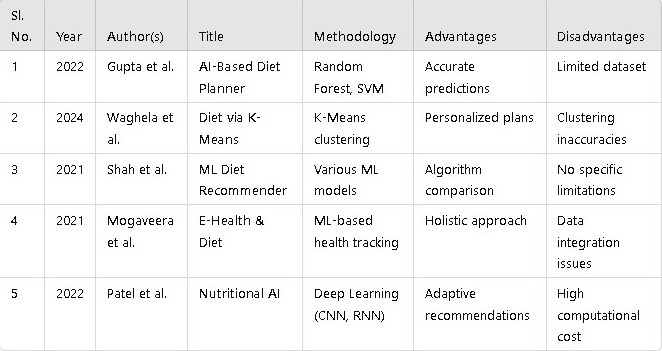 Sl. No. Year Author(s) Title Methodology Advantages Disadvantages
1 2022 Gupta et al. AI-Based Diet Planner Random Forest, SVM Accurate predictions Limited dataset
2 2024 Waghela et al. Diet via K-Means K-Means clustering Personalized plans Clustering inaccuracies
3 2021 Shah et al. ML Diet Recommender Various ML models Algorithm comparison No specific limitations
4 2021 Mogaveera et al. E-Health & Diet ML-based health tracking Holistic approach Data integration issues
5 2022 Patel et al. Nutritional AI Deep Learning (CNN, RNN) Adaptive recommendations High computational cost